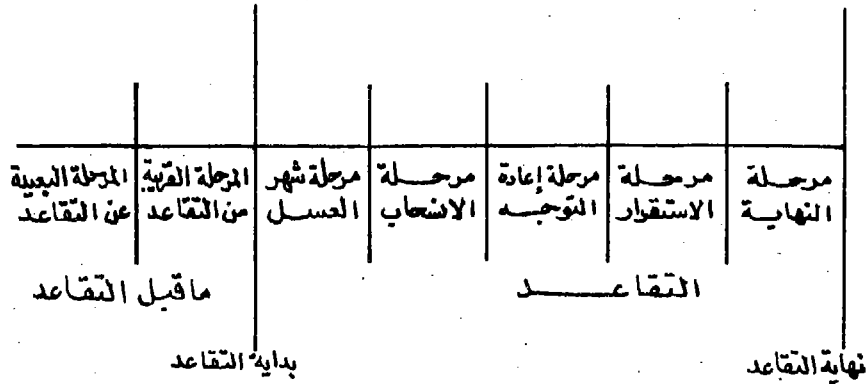 المرحلة البعيدة عن التقاعد
المرحلة القريبة من التقاعد
مرحلة شهر العسل
مرحلة الانسحاب
مرحلة إعادة التوجيه
مرحلة الاستقرار
مرحلة النهاية
ماقبل التقاعد
التقاعد
بداية التقاعد
نهاية التقاعد